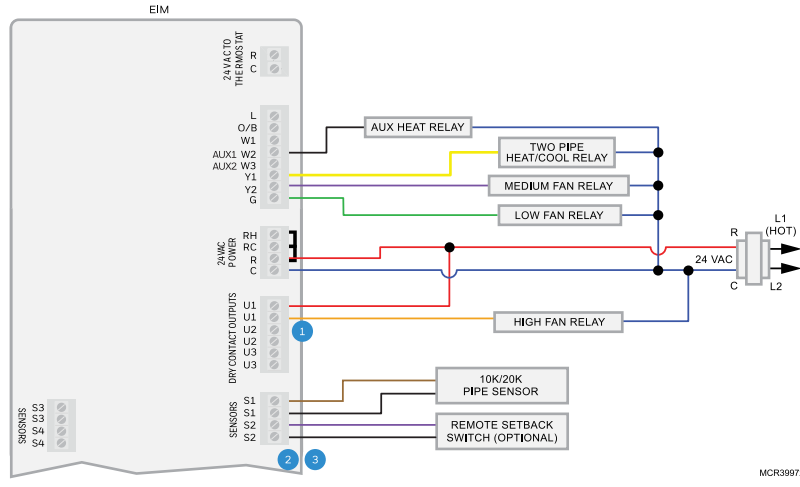 EIM
24 VAC TO
THERMOSTAT
R
C
L
O/B
W1
AUX1 W2
AUX2 W3
Y1
Y2
G
AUX HEAT RELAY
TWO PIPE
HEAT/COOL RELAY
MEDIUM FAN RELAY
LOW FAN RELAY
24VAC
POWER
RH
RC
R
C
R
24 VAC
C
L1
(HOT)
L2
DRY CONTACT OUTPUTS
U1
U1
U2
U2
U3
U3
1
HIGH FAN RELAY
SENSORS
S1
S1
S2
S2
10K/20K
PIPE SENSOR
REMOTE SETBACK
SWITCH (OPTIONAL)
SENSORS
S3
S3
S4
S4
2
3
MCR3997